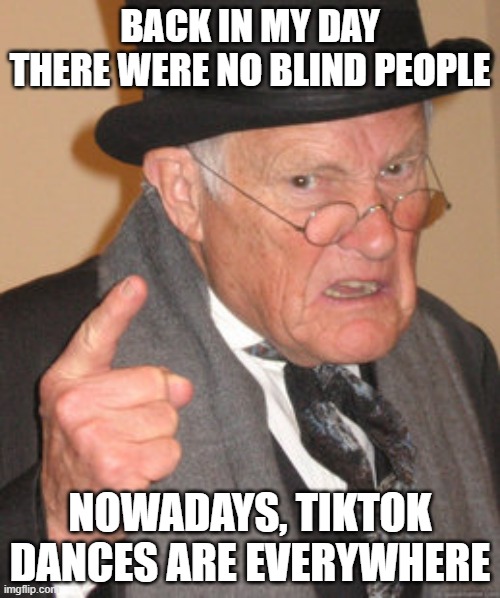 BACK IN MY DAY
THERE WERE NO BLIND PEOPLE
NOWADAYS, TIKTOK
DANCES ARE EVERYWHERE
imgflip.com